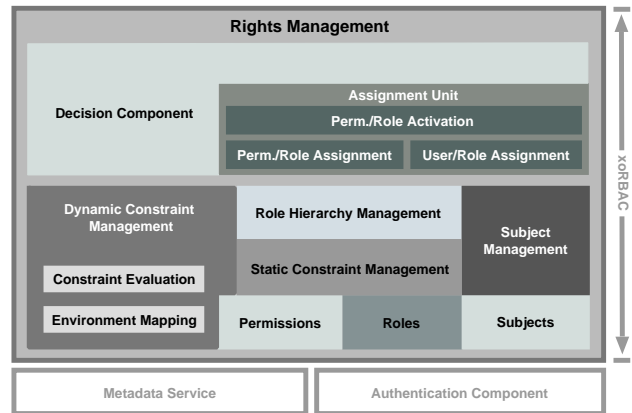 Rights Management
Decision Component
Assignment Unit
Perm./Role Activation
Perm./Role Assignment
User/Role Assignment
Dynamic Constraint
Management
Constraint Evaluation
Environment Mapping
Role Hierarchy Management
Static Constraint Management
Subject
Management
Permissions
Roles
Subjects
xoRBAC
Metadata Service
Authentication Component